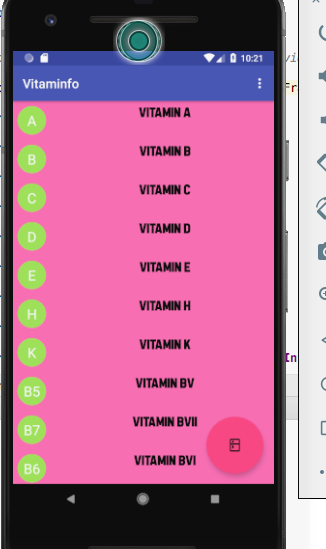 10:21
Vitaminfo
A VITAMIN A
B VITAMIN B
C VITAMIN C
D VITAMIN D
E VITAMIN E
H VITAMIN H
K VITAMIN K
B5 VITAMIN BV
B7 VITAMIN BVII
B6 VITAMIN BVI